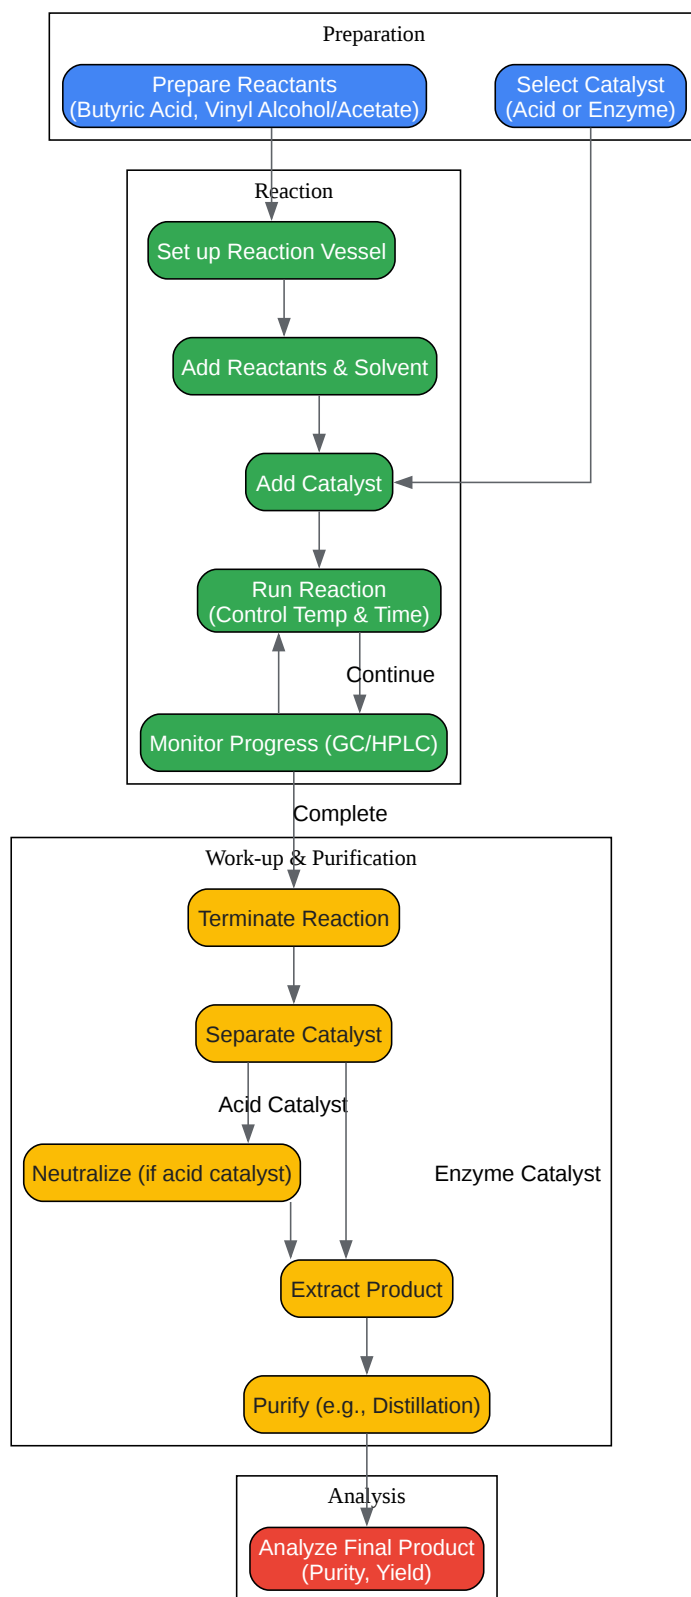 Preparation
Prepare Reactants
(Butyric Acid, Vinyl Alcohol/Acetate)
Select Catalyst
(Acid or Enzyme)
Reaction
Set up Reaction Vessel
Add Reactants & Solvent
Add Catalyst
Run Reaction
(Control Temp & Time)
Continue
Monitor Progress (GC/HPLC)
Complete
Work-up & Purification
Terminate Reaction
Separate Catalyst
Acid Catalyst
Neutralize (if acid catalyst)
Enzyme Catalyst
Extract Product
Purify (e.g., Distillation)
Analysis
Analyze Final Product
(Purity, Yield)